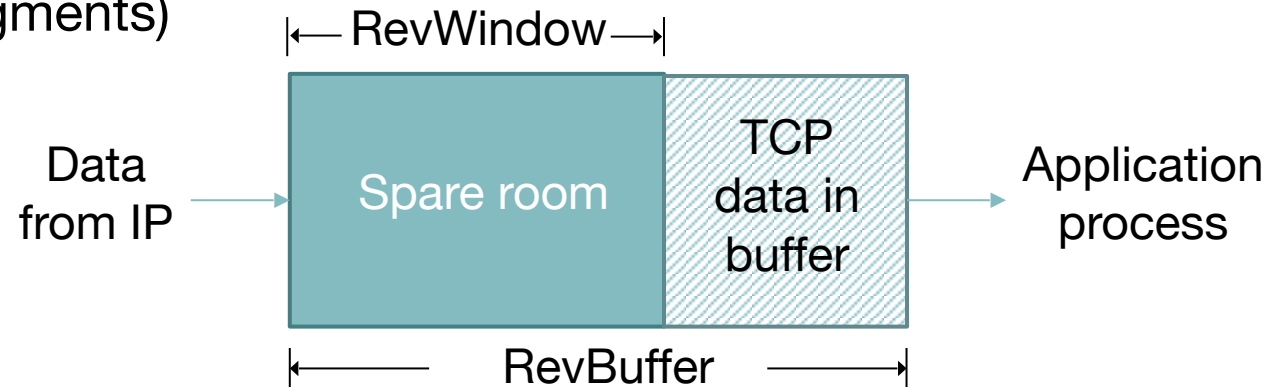 gments)
RevWindow
Data
from IP
Spare room
TCP
data in
buffer
Application
process
RevBuffer